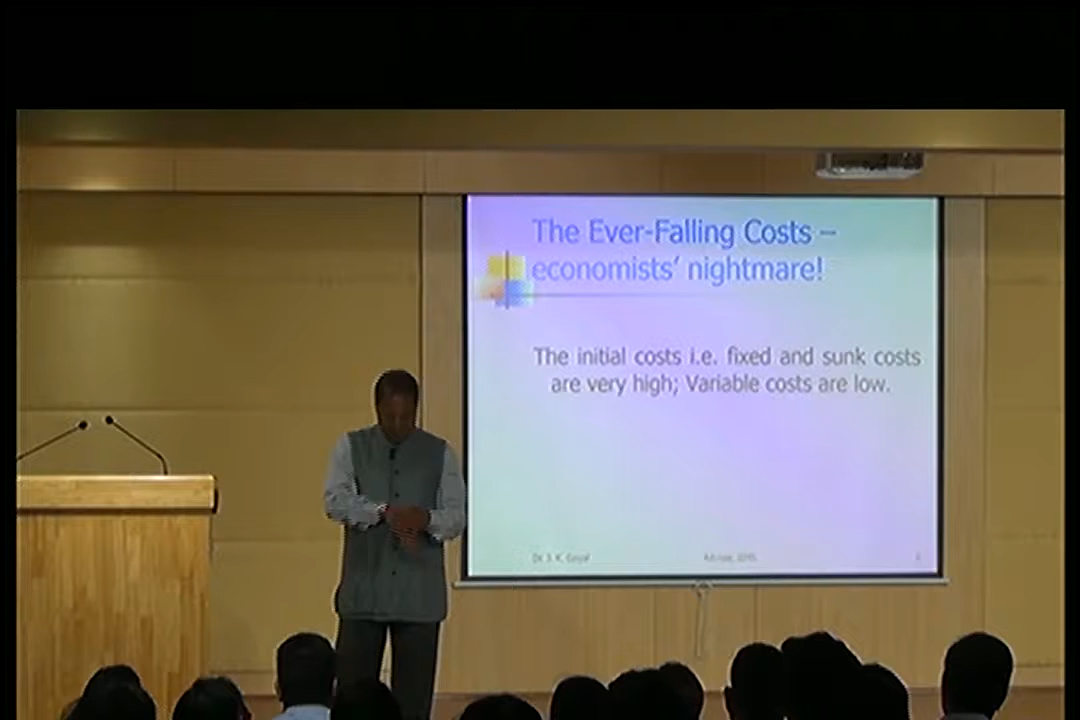 The Ever-Falling Costs –
economists' nightmare!
The initial costs i.e. fixed and sunk costs
are very high; Variable costs are low.